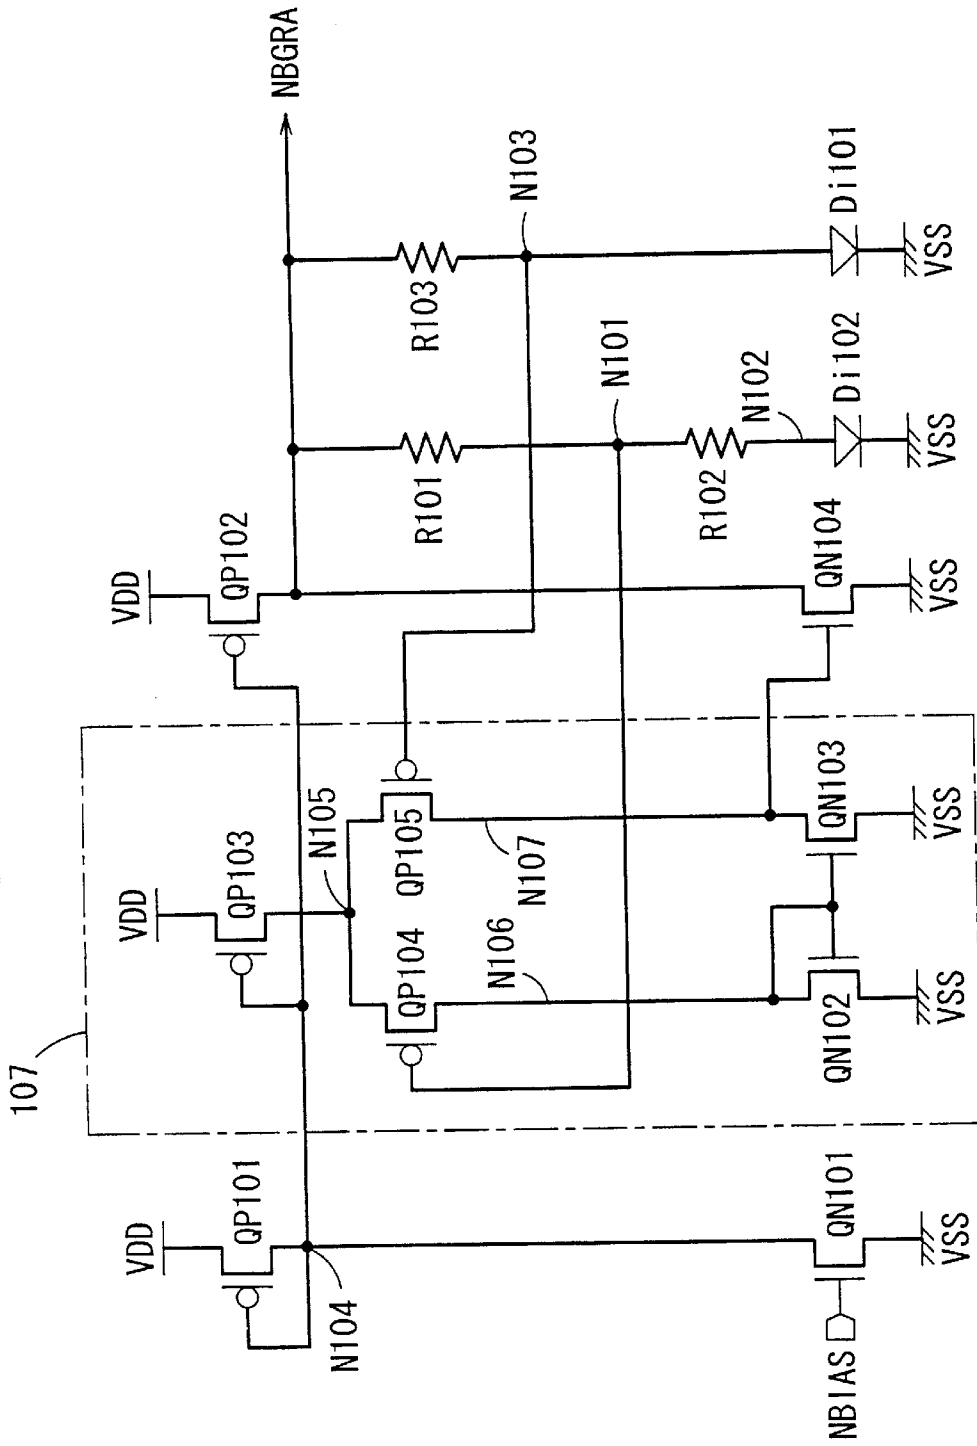 107
VDD
VDD
VDD
QP101
QP103
QP102
NBGRA
N104
N105
QP104
QP105
R101
R103
N106
N107
N103
N101
R102
N102
NBIAS
QN101
QN102
QN103
QN104
Di102
Di101
VSS
VSS
VSS
VSS
VSS
VSS